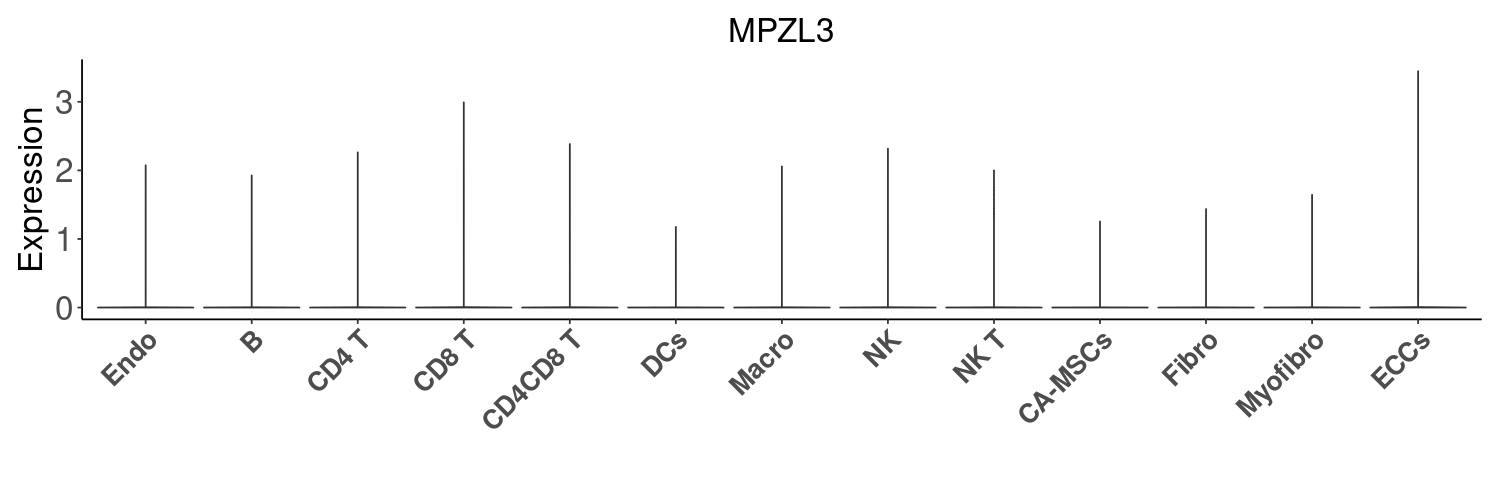 MPZL3
Expression
3
2
1
0
Endo
B
CD4 T
CD8 T
CD4CD8 T
DCs
Macro
NK
NK T
CA-MSCs
Fibro
Myofibro
ECCs